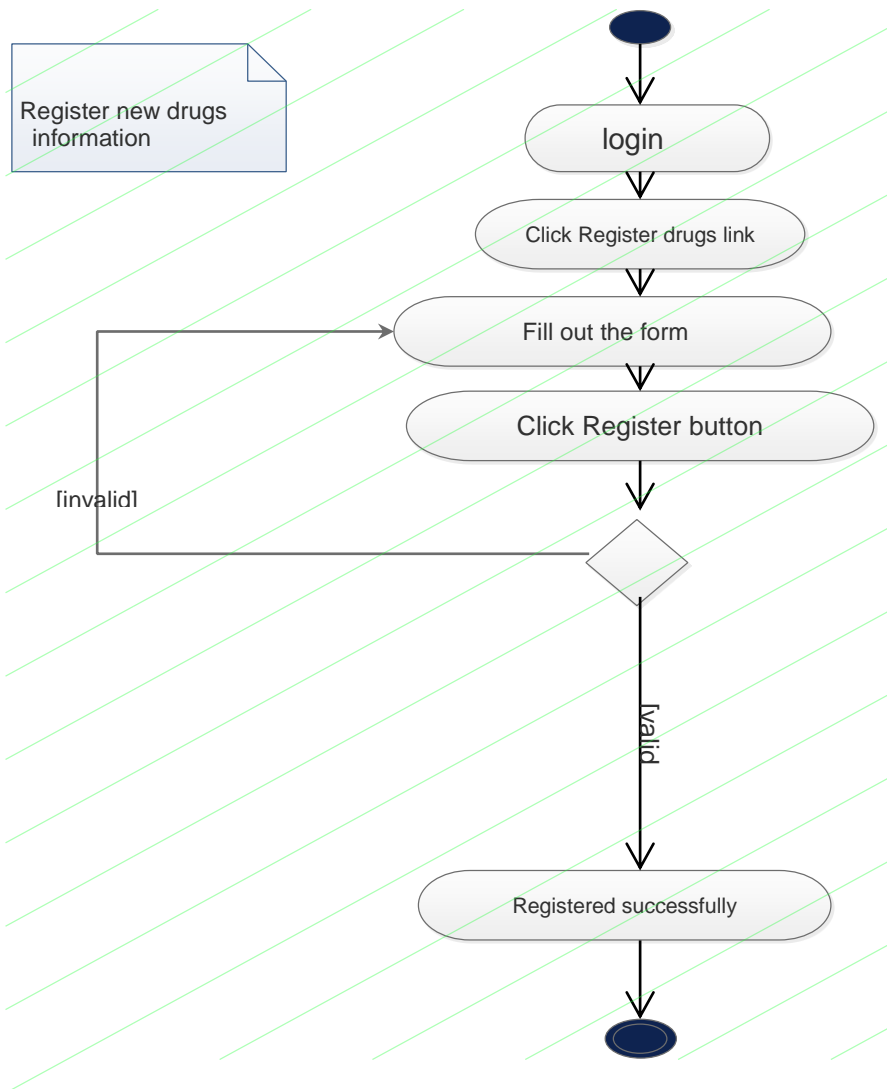 Register new drugs
information
login
Click Register drugs link
Fill out the form
Click Register button
[invalid]
[valid
Registered successfully